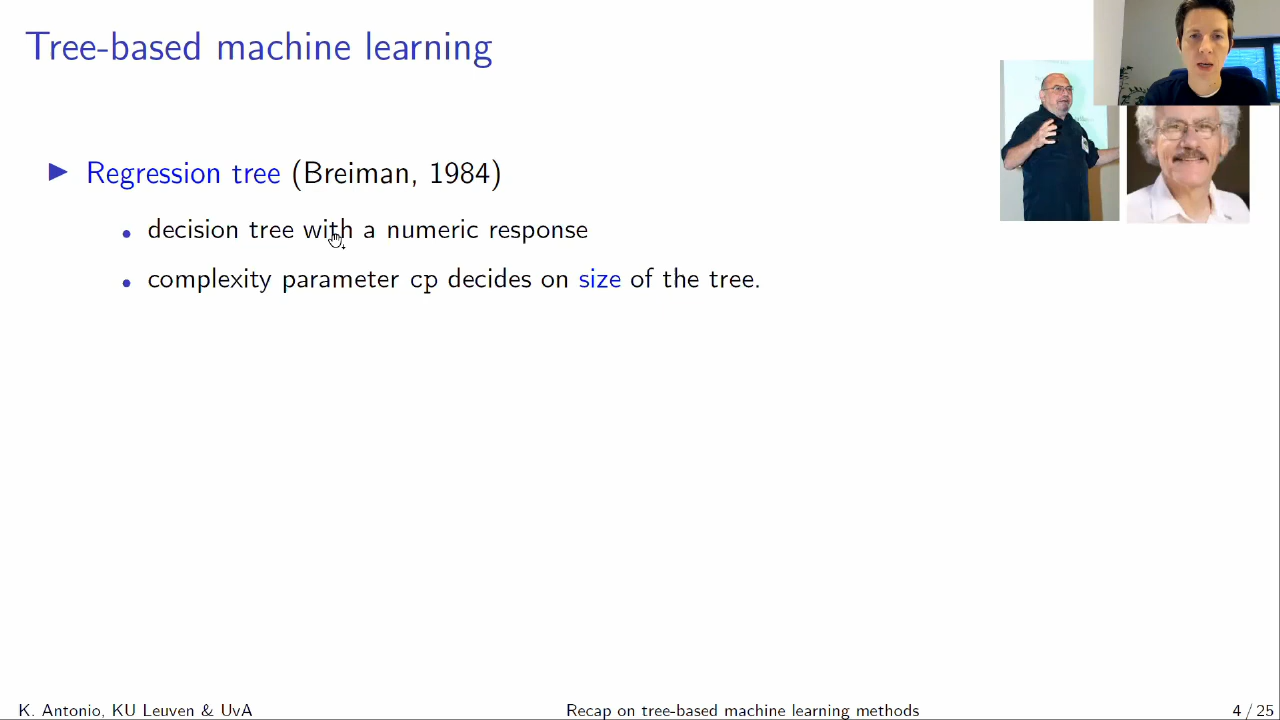 Tree-based machine learning
Regression tree (Breiman, 1984)
decision tree with a numeric response
complexity parameter cp decides on size of the tree.
K. Antonio, KU Leuven & UvA
Recap on tree-based machine learning methods
4 / 25